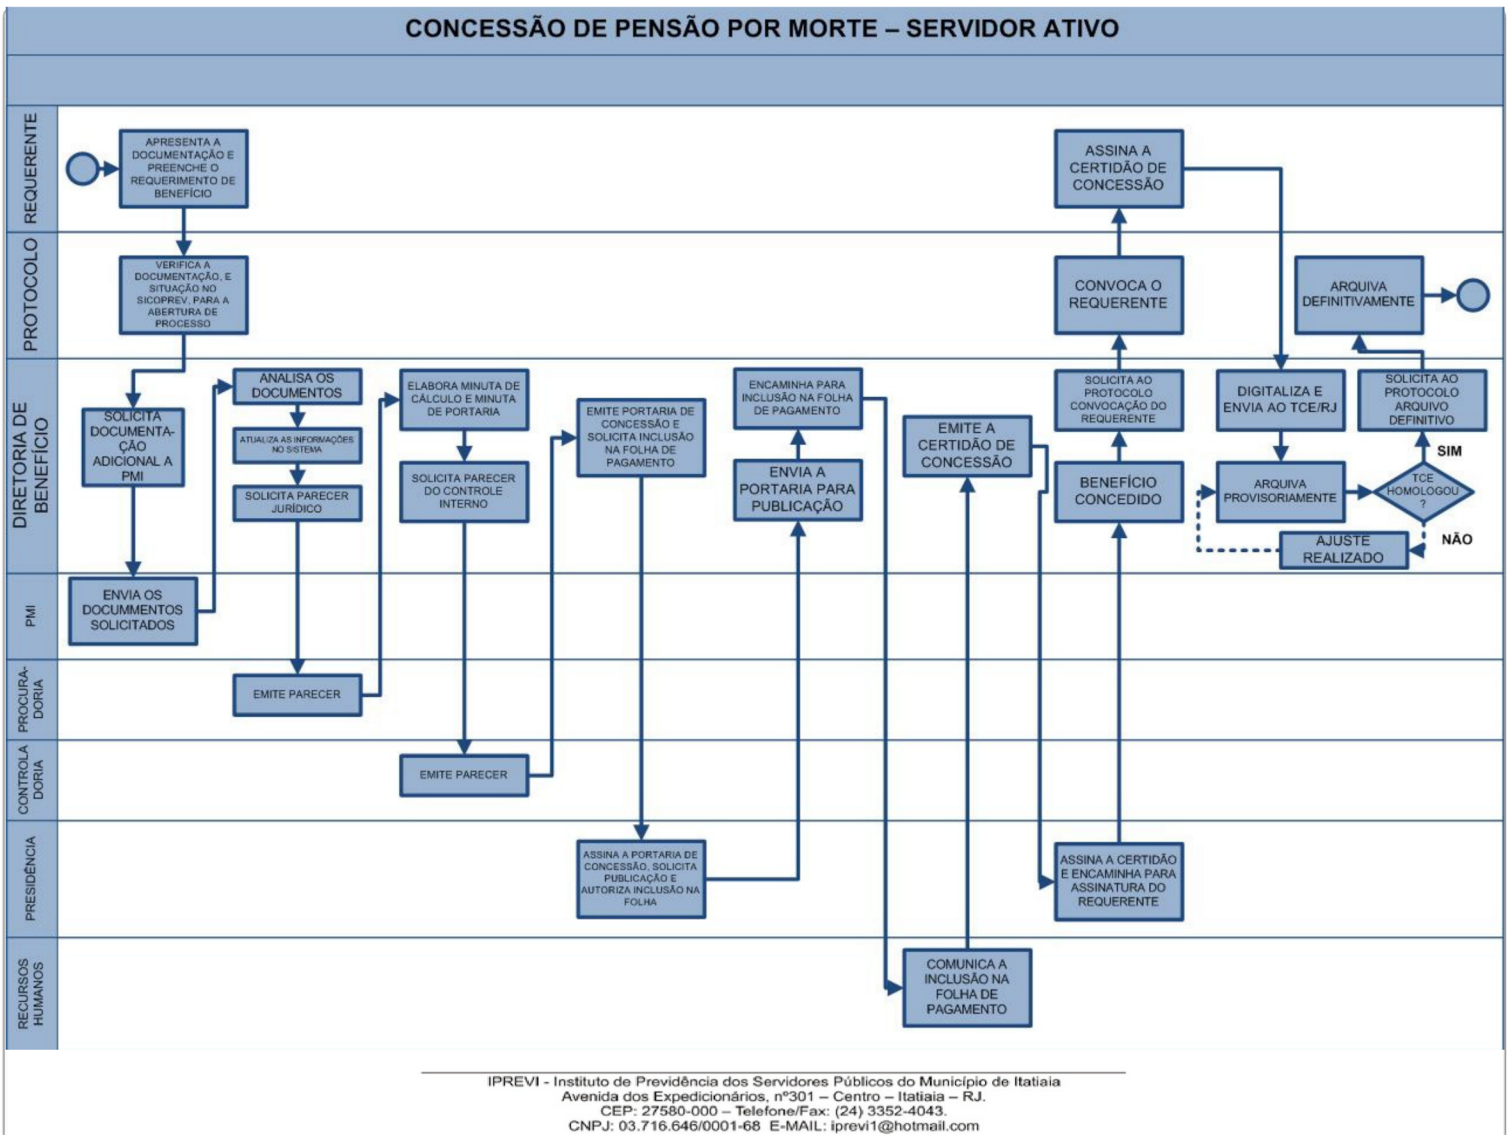 CONCESSÃO DE PENSÃO POR MORTE – SERVIDOR ATIVO
REQUERENTE
APRESENTA A
DOCUMENTAÇÃO E
PREENCHE O
REQUERIMENTO DE
BENEFÍCIO
ASSINA A
CERTIDÃO DE
CONCESSÃO
PROTOCOLO
VERIFICA A
DOCUMENTAÇÃO, E
SITUAÇÃO NO
SICOPREV, PARA A
ABERTURA DE
PROCESSO
CONVOCA O
REQUERENTE
ARQUIVA
DEFINITIVAMENTE
DIRETORIA DE
BENEFÍCIO
SOLICITA
DOCUMENTA-
ÇÃO
ADICIONAL A
PMI
ANALISA OS
DOCUMENTOS
ATUALIZA AS INFORMAÇÕES
NO SISTEMA
SOLICITA PARECER
JURÍDICO
ELABORA MINUTA DE
CÁLCULO E MINUTA
DE PORTARIA
SOLICITA PARECER
DO CONTROLE
INTERNO
EMITE PORTARIA DE
CONCESSÃO E
SOLICITA INCLUSÃO
NA FOLHA DE
PAGAMENTO
ENCAMINHA PARA
INCLUSÃO NA FOLHA
DE PAGAMENTO
ENVIA A
PORTARIA PARA
PUBLICAÇÃO
EMITE A
CERTIDÃO DE
CONCESSÃO
SOLICITA AO
PROTOCOLO
CONVOCAÇÃO DO
REQUERENTE
BENEFÍCIO
CONCEDIDO
DIGITALIZA E
ENVIA AO TCE/RJ
ARQUIVA
PROVISORIAMENTE
SOLICITA AO
PROTOCOLO
ARQUIVO
DEFINITIVO
SIM
TCE
HOMOLOGOU
?
NÃO
AJUSTE
REALIZADO
PMI
ENVIA OS
DOCUMMENTOS
SOLICITADOS
PROCURA-
DORIA
EMITE PARECER
CONTROLA
DORIA
EMITE PARECER
PRESIDÊNCIA
ASSINA A PORTARIA DE
CONCESSÃO, SOLICITA
PUBLICAÇÃO E
AUTORIZA INCLUSÃO NA
FOLHA
ASSINA A CERTIDÃO
E ENCAMINHA PARA
ASSINATURA DO
REQUERENTE
RECURSOS
HUMANOS
COMUNICA A
INCLUSÃO NA
FOLHA DE
PAGAMENTO
IPREVI - Instituto de Previdência dos Servidores Públicos do Município de Itatiaia
Avenida dos Expedicionários, nº301 – Centro – Itatiaia – RJ.
CEP: 27580-000 – Telefone/Fax: (24) 3352-4043.
CNPJ: 03.716.646/0001-68 E-MAIL: iprevi1@hotmail.com